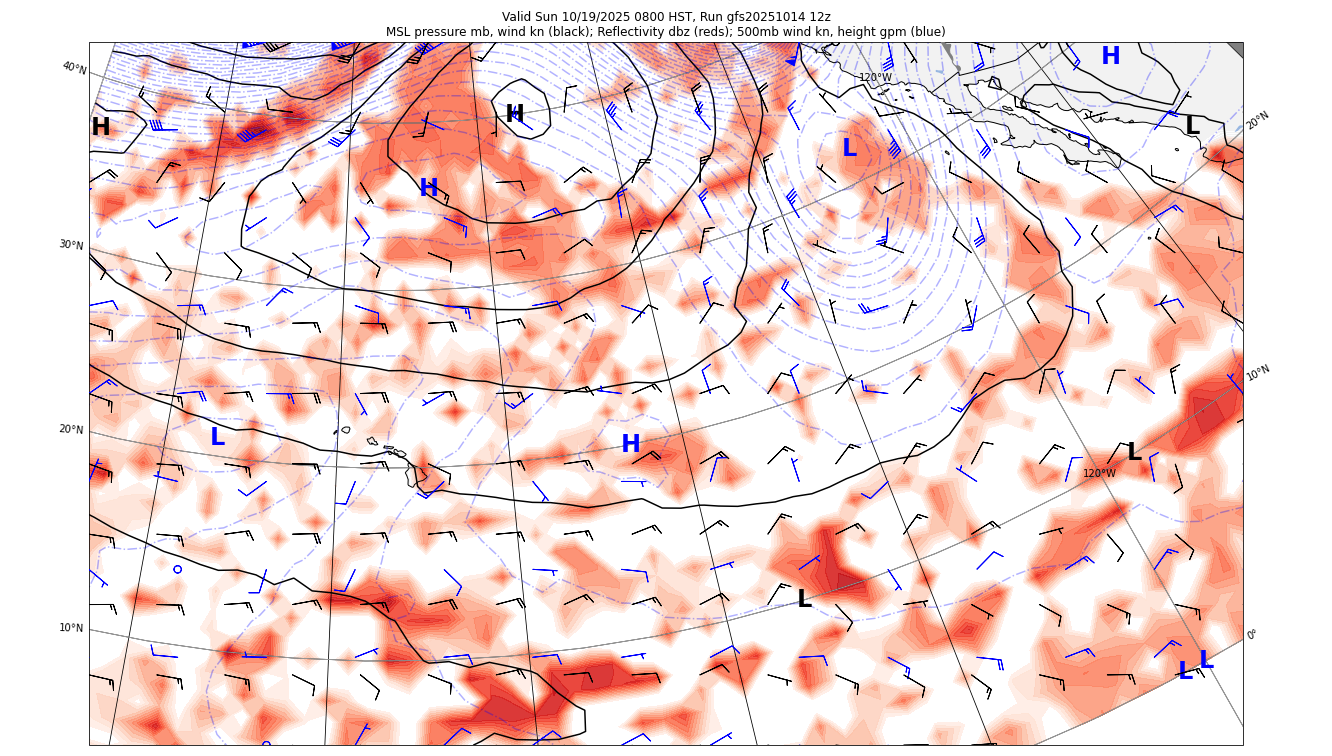 Valid Sun 10/19/2025 0800 HST, Run gfs20251014 12z
MSL pressure mb, wind kn (black); Reflectivity dbz (reds); 500mb wind kn, height gpm (blue)
40°N
H
120°W
H
H
L
20°N
L
H
30°N
10°N
20°N
L
H
L
120°W
10°N
L
0°
L
L